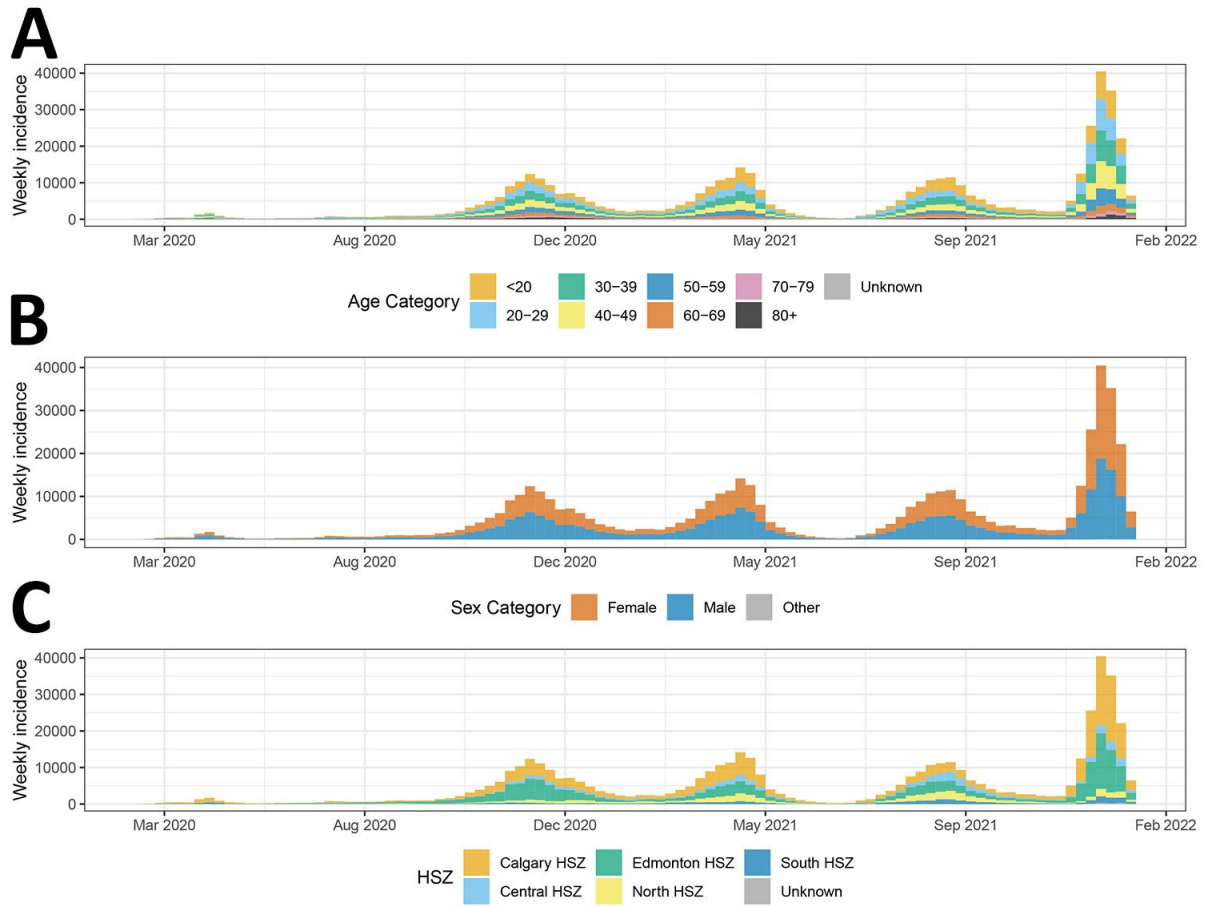 A
Weekly incidence
40000
30000
20000
10000
0
Mar 2020 Aug 2020 Dec 2020 May 2021 Sep 2021 Feb 2022
Age Category
<20 30−39 50−59 70−79 Unknown
20−29 40−49 60−69 80+
B
Weekly incidence
40000
30000
20000
10000
0
Mar 2020 Aug 2020 Dec 2020 May 2021 Sep 2021 Feb 2022
Sex Category Female Male Other
C
Weekly incidence
40000
30000
20000
10000
0
Mar 2020 Aug 2020 Dec 2020 May 2021 Sep 2021 Feb 2022
HSZ
Calgary HSZ Edmonton HSZ South HSZ
Central HSZ North HSZ Unknown